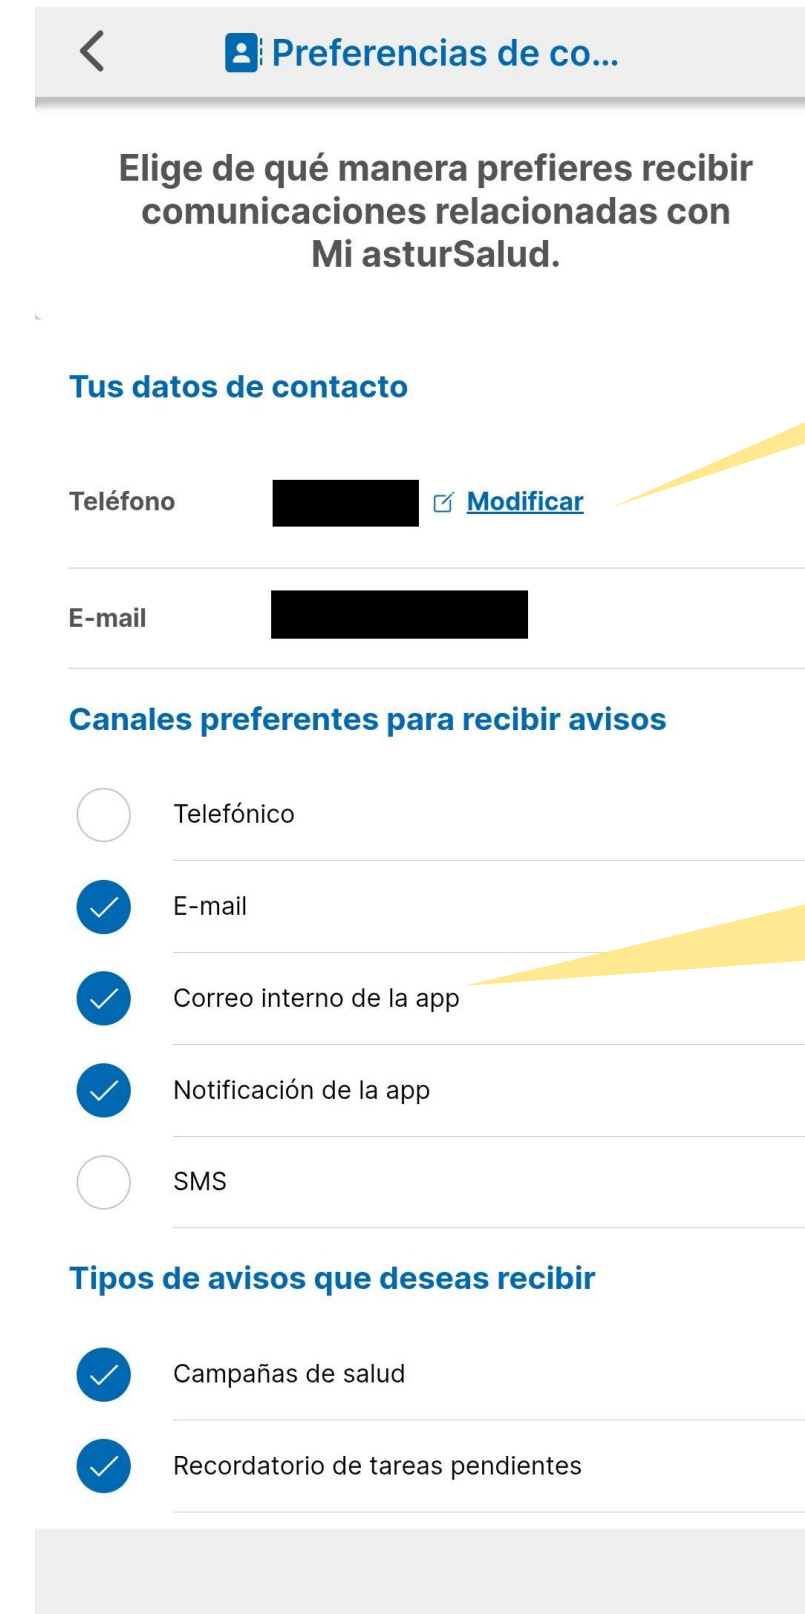 Preferencias de co...
Elige de qué manera prefieres recibir
comunicaciones relacionadas con
Mi asturSalud.
Tus datos de contacto
Teléfono Modificar
E-mail
Canales preferentes para recibir avisos
Telefónico
E-mail
Correo interno de la app
Notificación de la app
SMS
Tipos de avisos que deseas recibir
Campañas de salud
Recordatorio de tareas pendientes